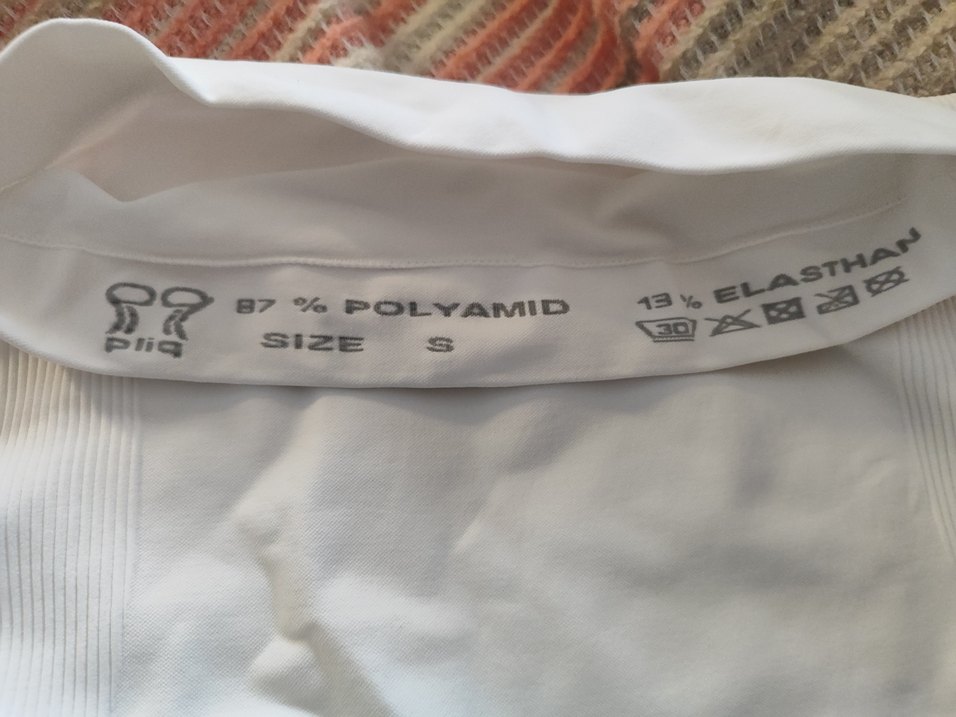 87 % POLYAMID 13 % ELASTHAN
pliq SIZE S 30